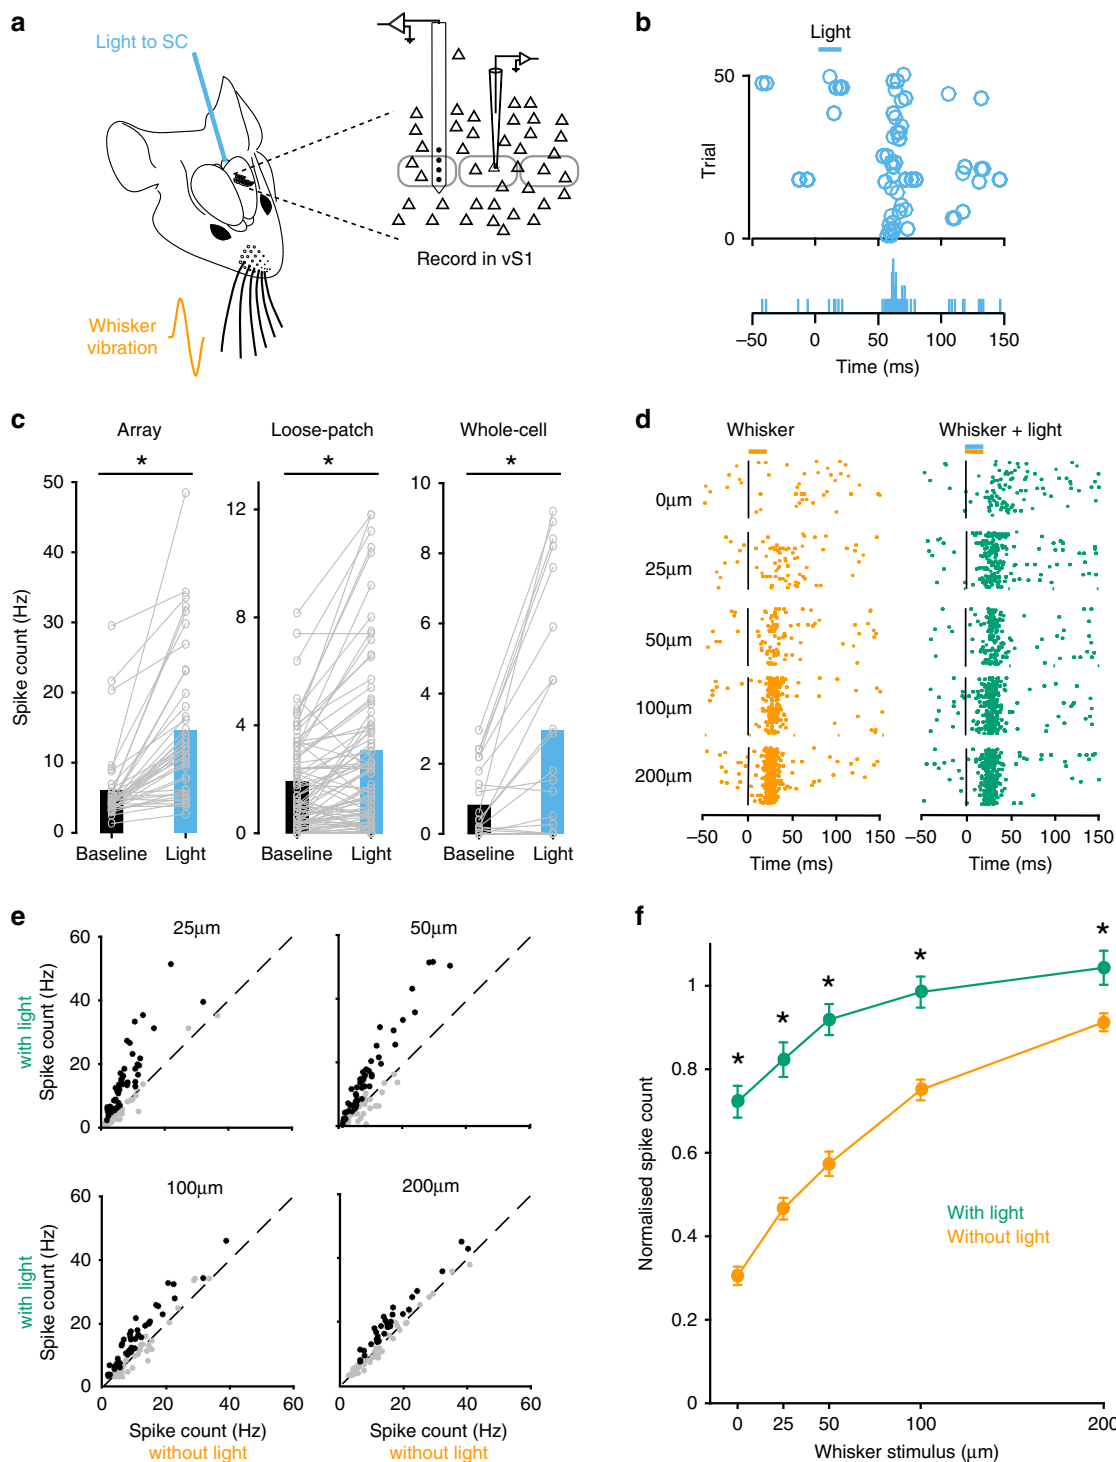 a
Light to SC
Whisker
vibration
Record in vS1
b
Light
50
Trial
0
−50 0 50 100 150
Time (ms)
c
Array Loose-patch Whole-cell
* * *
Spike count (Hz)
50
40
30
20
10
0
12
8
4
0
10
8
6
4
2
0
Baseline Light Baseline Light Baseline Light
d
Whisker Whisker + light
0µm
25µm
50µm
100µm
200µm
−50 0 50 100 150 −50 0 50 100 150
Time (ms) Time (ms)
e
25µm 50µm
with light
Spike count (Hz)
60
40
20
0
60
100µm 200µm
with light
Spike count (Hz)
60
40
20
0
0 20 40 60 0 20 40 60
Spike count (Hz) Spike count (Hz)
without light without light
f
* * * * *
Normalised spike count
1
0.8
0.6
0.4
0.2
0
With light
Without light
0 25 50 100 200
Whisker stimulus (µm)